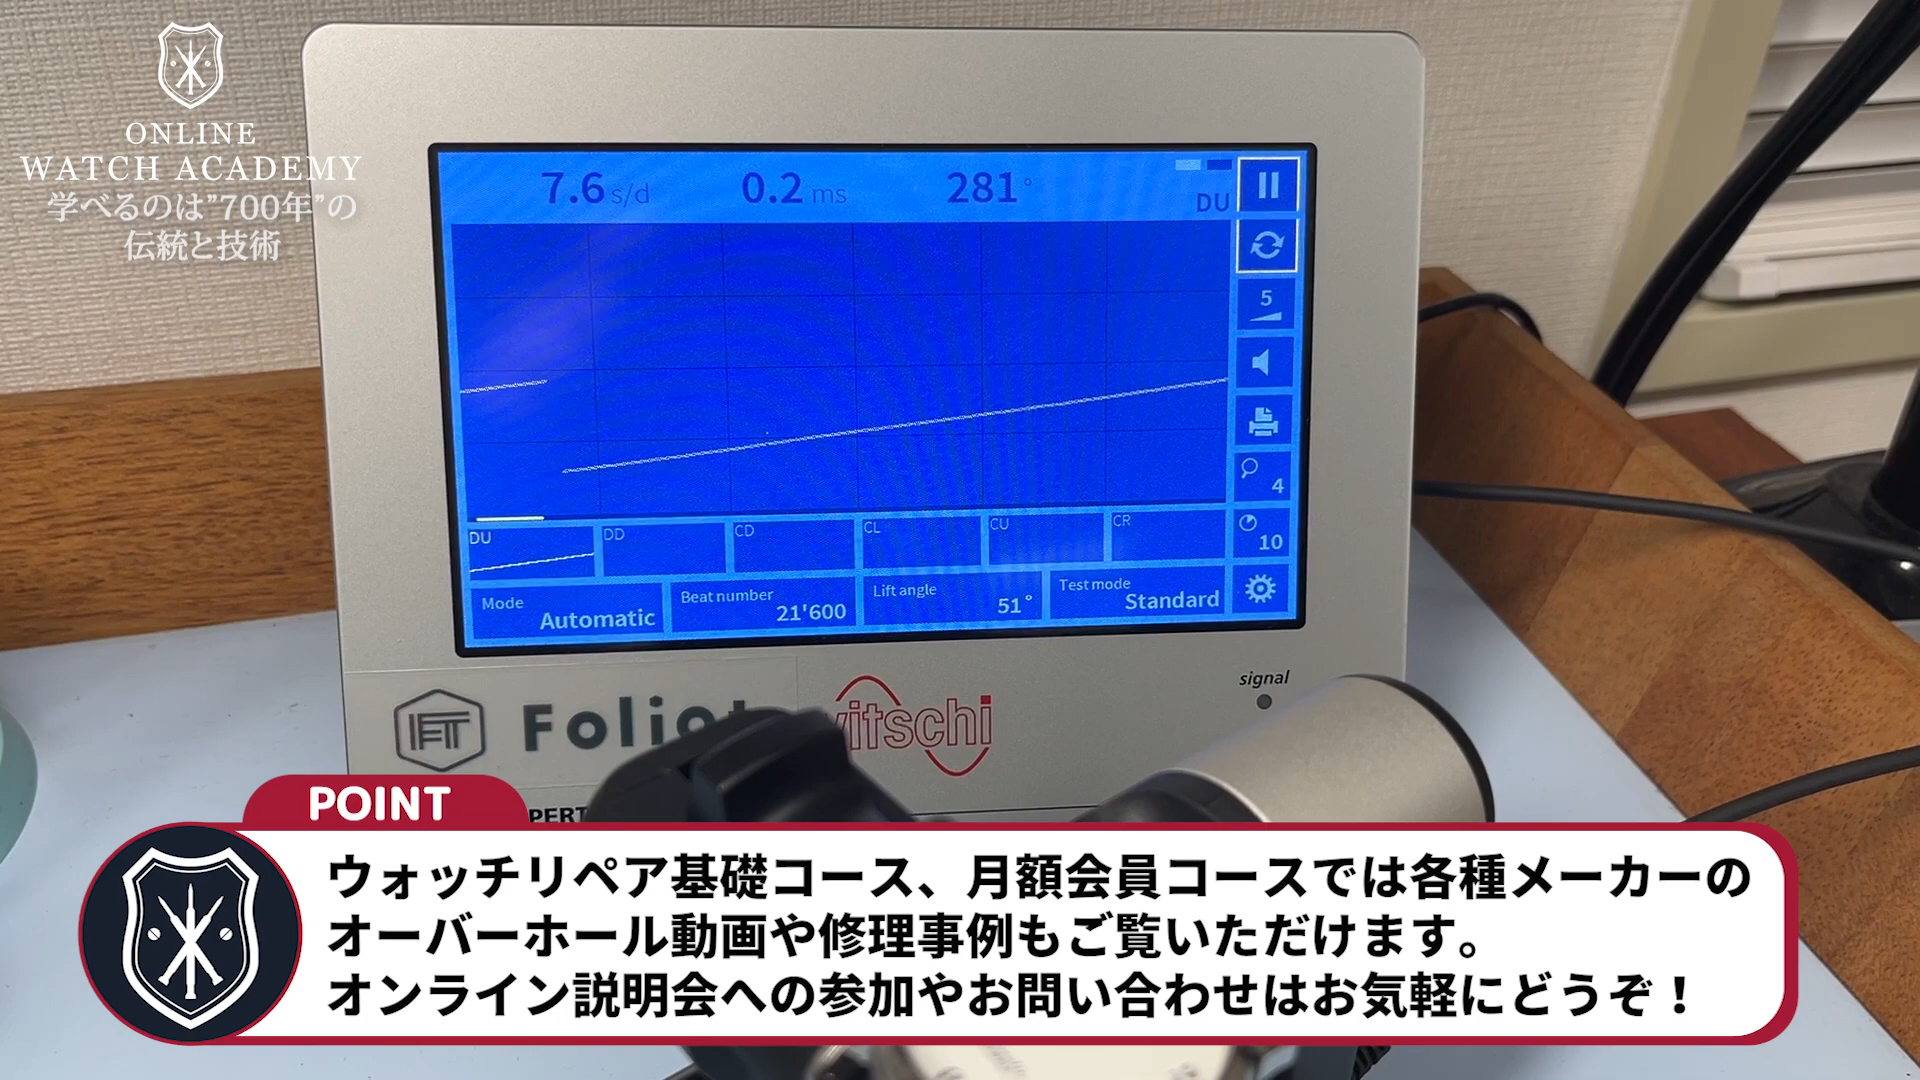 ONLINE
WATCH ACADEMY
学べるのは”700年”の
伝統と技術
7.6 s/d 0.2 ms 281°
DU
5
4
10
DU DD CD CL CU CR
Mode Automatic
Beat number 21'600
Lift angle 51°
Test mode Standard
signal
witschi
POINT
ウォッチリペア基礎コース、月額会員コースでは各種メーカーの
オーバーホール動画や修理事例もご覧いただけます。
オンライン説明会への参加やお問い合わせはお気軽にどうぞ！